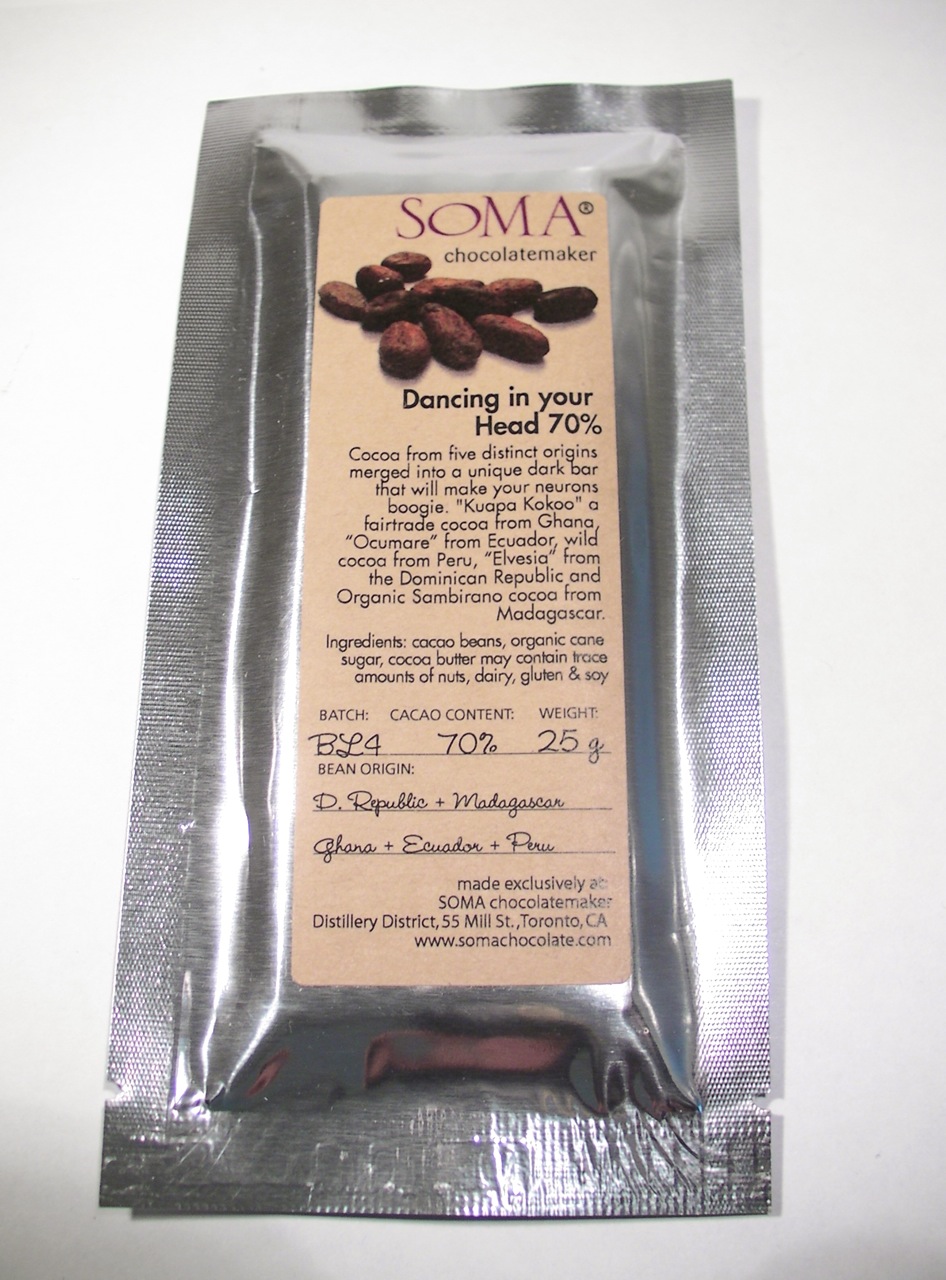 SOMA®
chocolatemaker
Dancing in your
Head 70%
Cocoa from five distinct origins
merged into a unique dark bar
that will make your neurons
boogie. "Kuapa Kokoo" a
fairtrade cocoa from Ghana,
“Ocumare” from Ecuador, wild
cocoa from Peru, “Elvesia” from
the Dominican Republic and
Organic Sambirano cocoa from
Madagascar.
Ingredients: cacao beans, organic cane
sugar, cocoa butter may contain trace
amounts of nuts, dairy, gluten & soy
BATCH: CACAO CONTENT: WEIGHT:
BL4 70% 25 g
BEAN ORIGIN:
D. Republic + Madagascar
Ghana + Ecuador + Peru
made exclusively at:
SOMA chocolatemaker
Distillery District, 55 Mill St., Toronto, CA
www.somachocolate.com